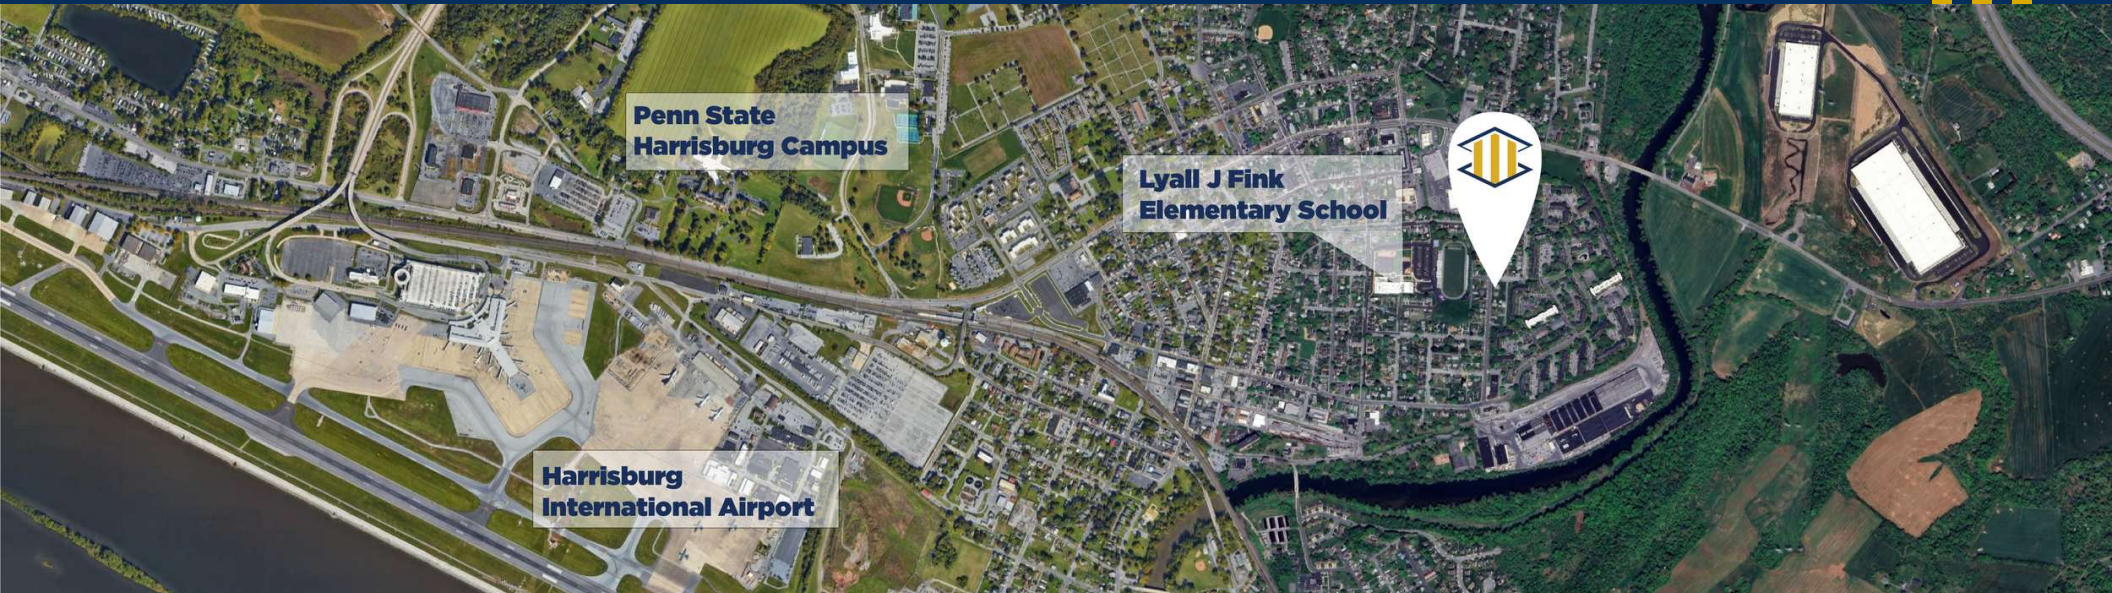 Penn State
Harrisburg Campus
Lyall J Fink
Elementary School
Harrisburg
International Airport